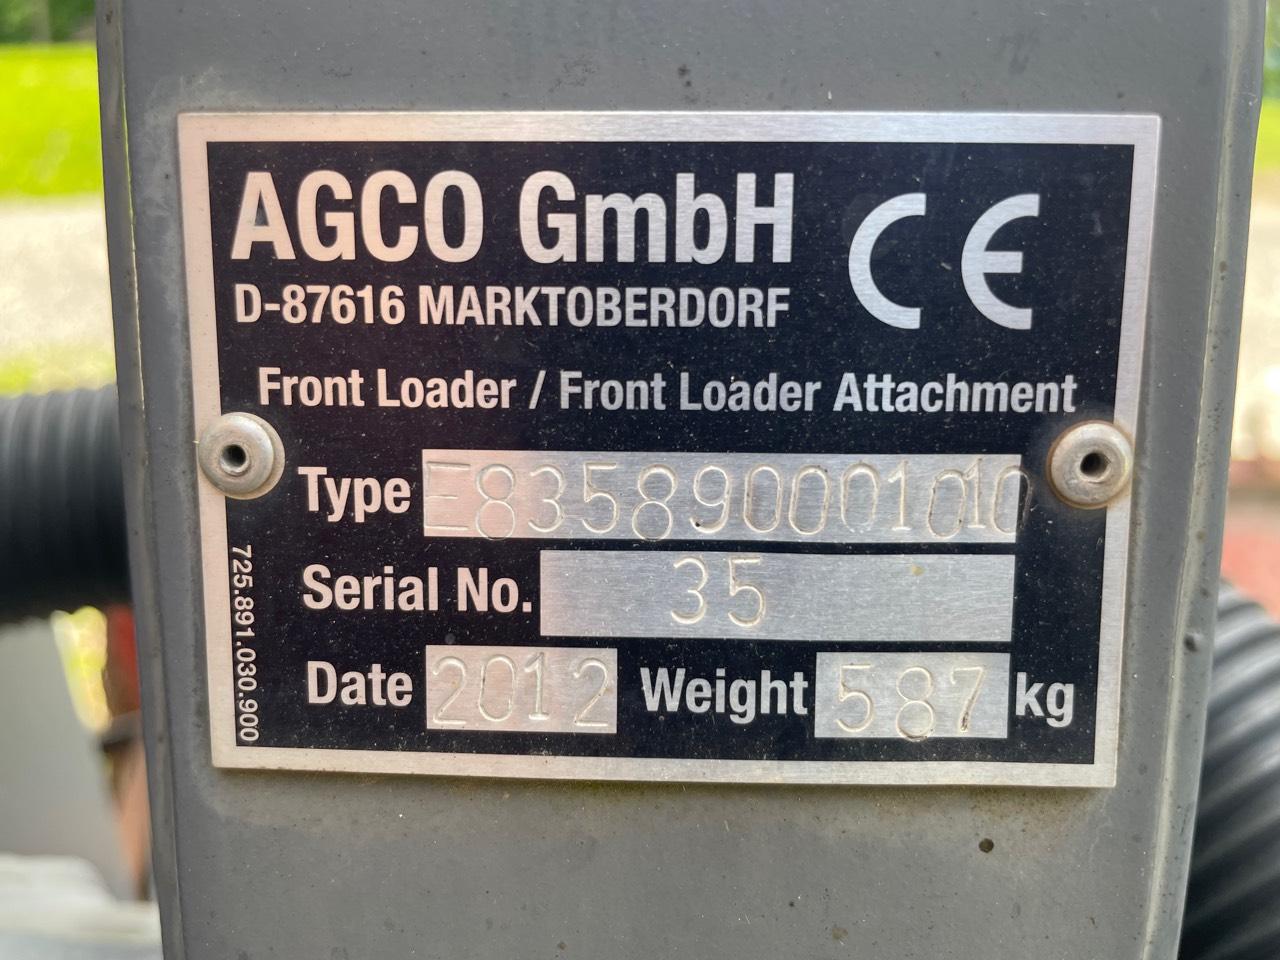 AGCO GmbH CE
D-87616 MARKTOBERDORF
Front Loader / Front Loader Attachment
Type E835890001010
Serial No. 35
Date 2012 Weight 587 kg
725.891.030.900